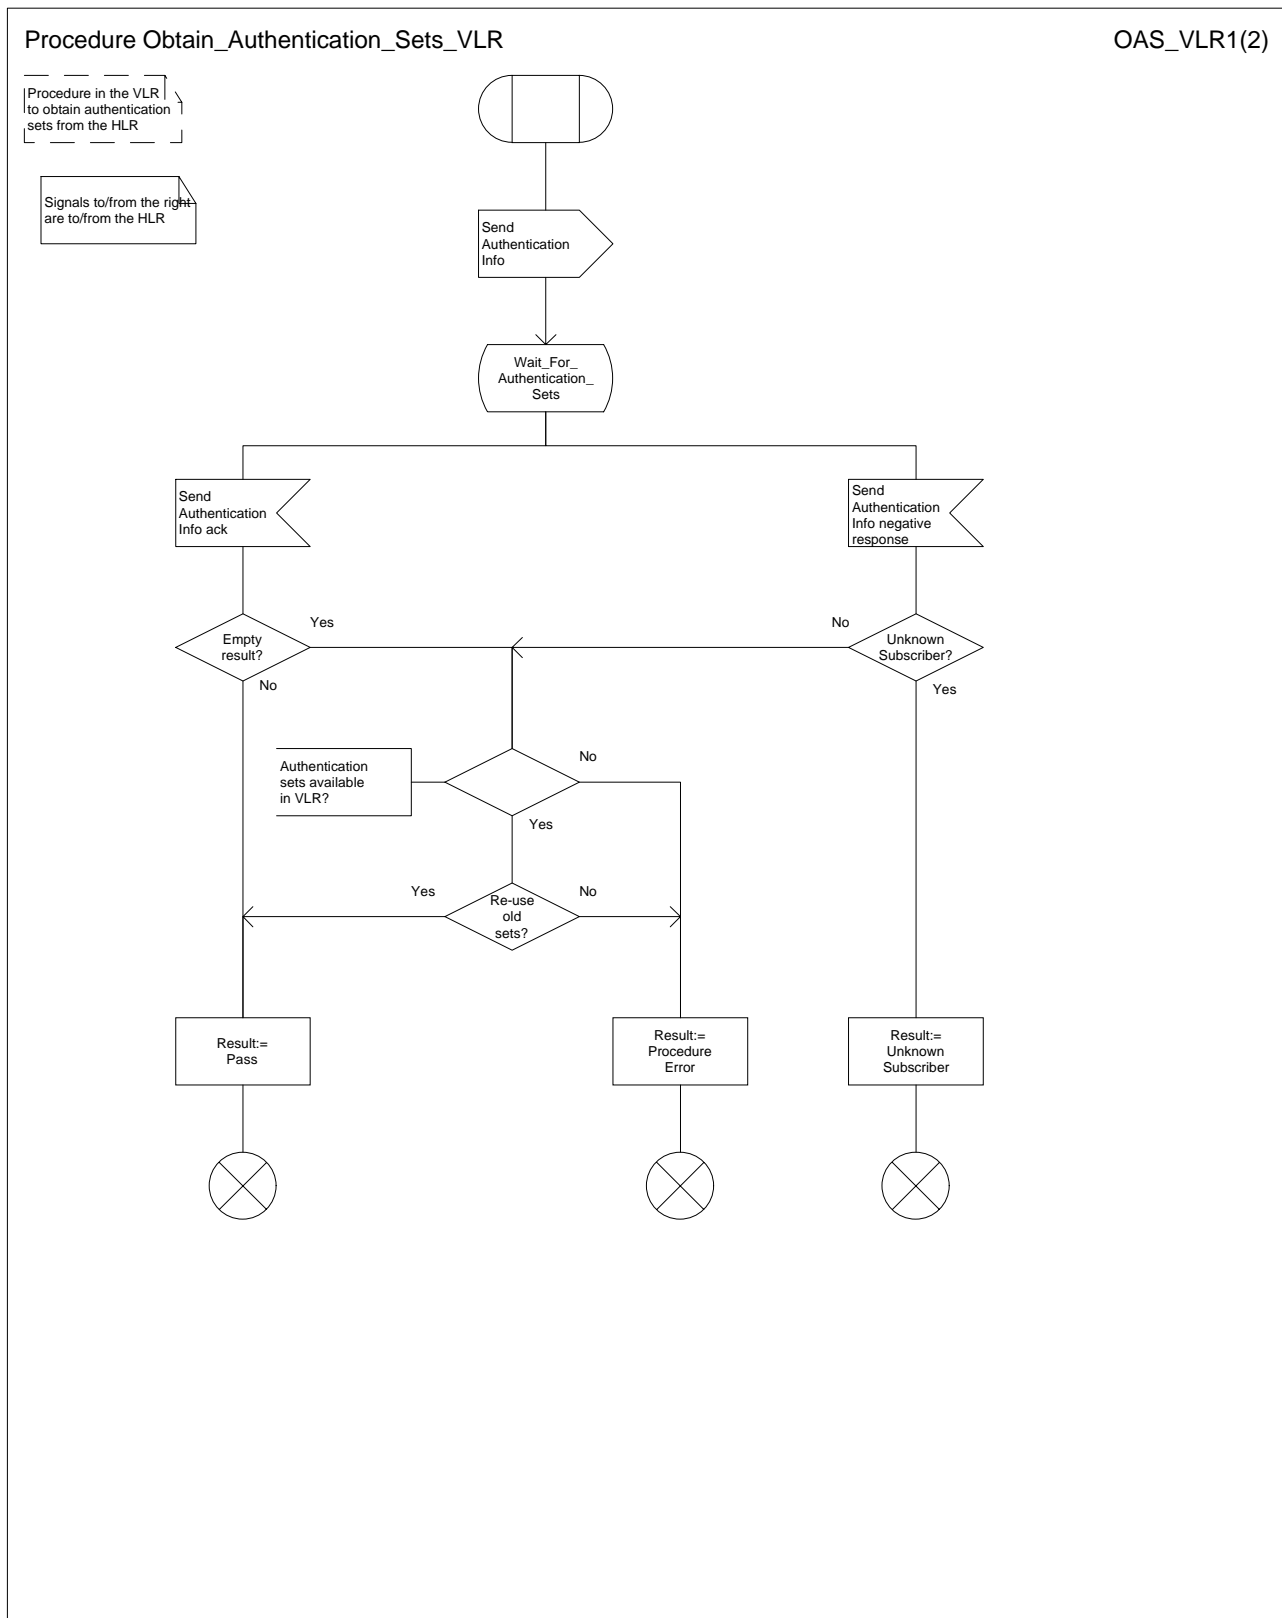 Procedure Obtain_Authentication_Sets_VLR
OAS_VLR1(2)
Procedure in the VLR
to obtain authentication
sets from the HLR
Signals to/from the right
are to/from the HLR
Send
Authentication
Info
Wait_For_
Authentication_
Sets
Send
Authentication
Info ack
Send
Authentication
Info negative
response
Empty
result?
Yes
No
Unknown
Subscriber?
No
Yes
Authentication
sets available
in VLR?
No
Yes
Re-use
old
sets?
Yes
No
Result:=
Pass
Result:=
Procedure
Error
Result:=
Unknown
Subscriber